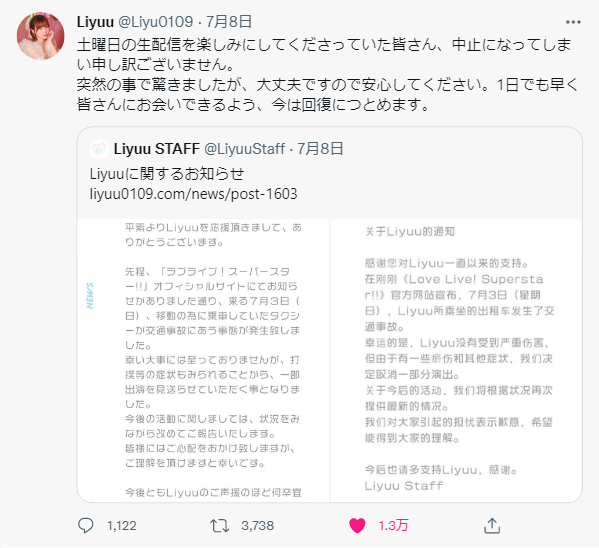 Liyuu @Liyu0109 · 7月8日
土曜日の生配信を楽しみにしてくださっていた皆さん、中止になってしま
い申し訳ございません。
突然の事で驚きましたが、大丈夫ですので安心してください。1日でも早く
皆さんにお会いできるよう、今は回復につとめます。
Liyuu STAFF @LiyuuStaff · 7月8日
Liyuuに関するお知らせ
liyuu0109.com/news/post-1603
NEWS
平素よりLiyuuを応援頂きまして、あ
りがとうございます。
先程、「ラブライブ！スーパースタ
ー!!」オフィシャルサイトにてお知ら
せがありました通り、来る7月3日（
日）、移動の為に乗車していたタクシ
ーが交通事故にあう事態が発生致しま
した。
幸い大事には至っておりませんが、打
撲等の症状もみられることから、一部
出演を見送らせていただく事となりま
した。
今後の活動に関しましては、状況をみ
ながら改めてご報告いたします。
皆様にはご心配をおかけ致しますが、
ご理解を頂けますと幸いです。
今後ともLiyuuのご声援のほど何卒宜
关于Liyuu的通知
感谢您对Liyuu一直以来的支持。
在刚刚《Love Live! Supersta
r!!》官方网站宣布，7月3日（星期
日），Liyuu所乘坐的出租车发生了交
通事故。
幸运的是，Liyuu没有受到严重伤害，
但由于有一些瘀伤和其他症状，我们决
定取消一部分演出。
关于今后的活动，我们将根据状况再次
提供最新的情况。
我们对大家引起的担忧表示歉意，希望
能得到大家的理解。
今后也请多支持Liyuu，感谢。
Liyuu Staff
1,122
3,738
1.3万